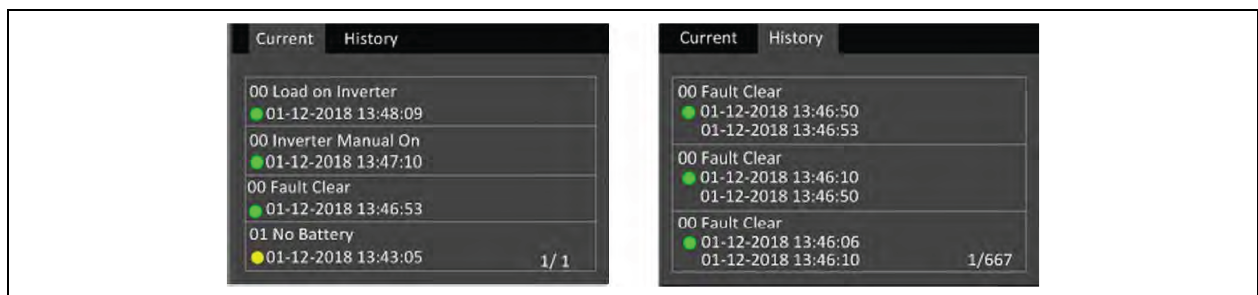 Current History
00 Load on Inverter
01-12-2018 13:48:09
00 Inverter Manual On
01-12-2018 13:47:10
00 Fault Clear
01-12-2018 13:46:53
01 No Battery
01-12-2018 13:43:05
1/ 1
Current History
00 Fault Clear
01-12-2018 13:46:50
01-12-2018 13:46:53
00 Fault Clear
01-12-2018 13:46:10
01-12-2018 13:46:50
00 Fault Clear
01-12-2018 13:46:06
01-12-2018 13:46:10
1/667